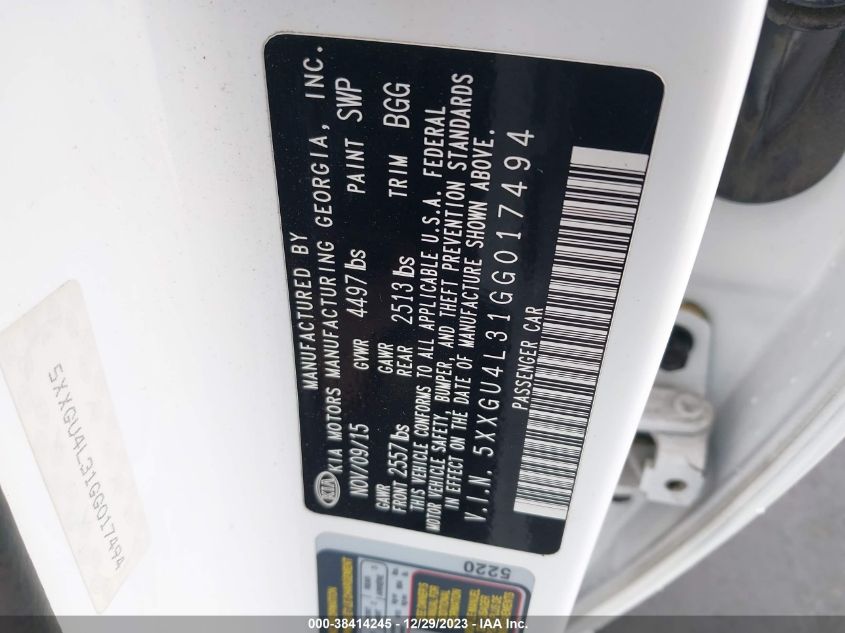 MANUFACTURED BY
KIA KIA MOTORS MANUFACTURING GEORGIA, INC.
NOV/09/15 GVWR 4497 lbs PAINT SWP
GAWR FRONT 2557 lbs GAWR REAR 2513 lbs TRIM BGG
THIS VEHICLE CONFORMS TO ALL APPLICABLE U.S.A. FEDERAL
MOTOR VEHICLE SAFETY, BUMPER, AND THEFT PREVENTION STANDARDS
IN EFFECT ON THE DATE OF MANUFACTURE SHOWN ABOVE.
V.I.N. 5XXGU4L31GG017494
PASSENGER CAR
5XXGU4L31GG017494
5220
000-38414245 - 12/29/2023 - IAA Inc.